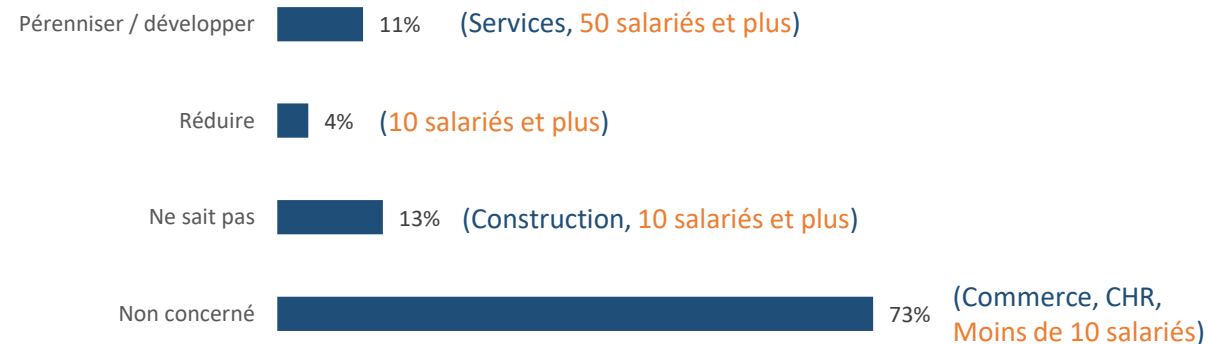 Pérenniser / développer 11% (Services, 50 salariés et plus)
Réduire 4% (10 salariés et plus)
Ne sait pas 13% (Construction, 10 salariés et plus)
Non concerné 73% (Commerce, CHR,
Moins de 10 salariés)